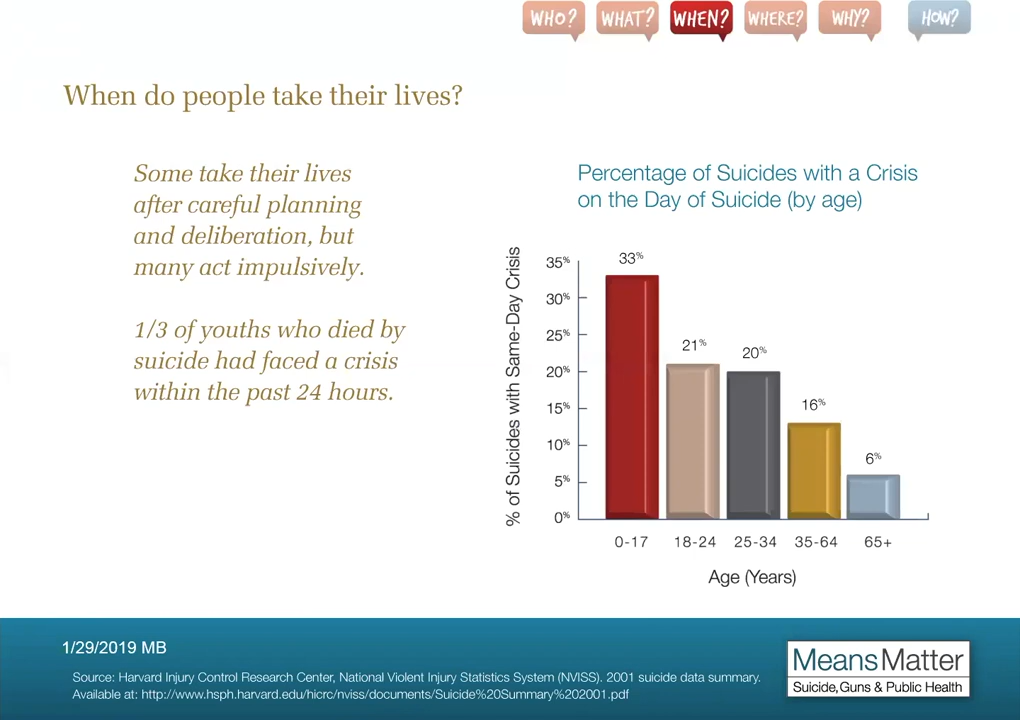 WHO?
WHAT?
WHEN?
WHERE?
WHY?
HOW?
When do people take their lives?
Some take their lives
after careful planning
and deliberation, but
many act impulsively.
1/3 of youths who died by
suicide had faced a crisis
within the past 24 hours.
Percentage of Suicides with a Crisis
on the Day of Suicide (by age)
% of Suicides with Same-Day Crisis
35%
30%
25%
20%
15%
10%
5%
0%
33%
21%
20%
16%
6%
0-17
18-24
25-34
35-64
65+
Age (Years)
1/29/2019 MB
Source: Harvard Injury Control Research Center, National Violent Injury Statistics System (NVISS). 2001 suicide data summary.
Available at: http://www.hsph.harvard.edu/hicrc/nviss/documents/Suicide%20Summary%202001.pdf
MeansMatter
Suicide, Guns & Public Health